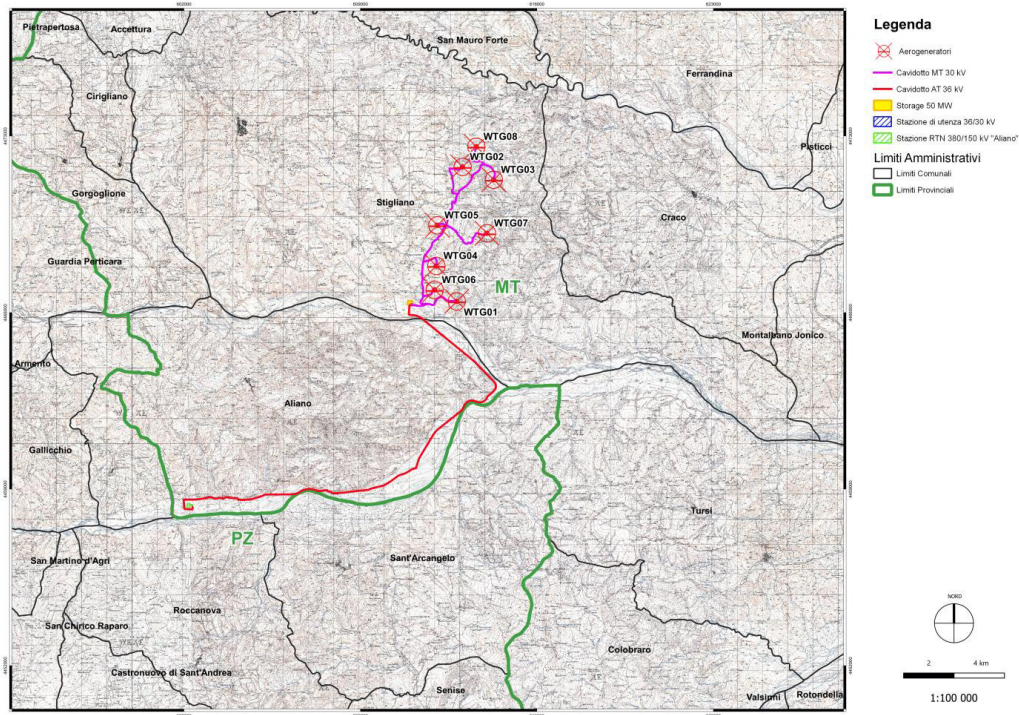 Pietrapertosa
Accettura
San Mauro Forte
Ferrandina
Cirigliano
Pisticci
WTG08
WTG02
WTG03
Gorgoglione
Stigliano
WTG05
WTG07
Craco
Guardia Perticara
WTG04
WTG06
MT
WTG01
Montalbano Jonico
Armento
Aliano
Gallicchio
Tursi
PZ
Sant'Arcangelo
San Martino d'Agri
Roccanova
San Chirico Raparo
Colobraro
Castronuovo di Sant'Andrea
Senise
Valsinni
Rotondella
Legenda
Aerogeneratori
Cavidotto MT 30 kV
Cavidotto AT 36 kV
Storage 50 MW
Stazione di utenza 36/30 kV
Stazione RTN 380/150 kV "Aliano"
Limiti Amministrativi
Limiti Comunali
Limiti Provinciali
NORD
2 4 km
1:100 000